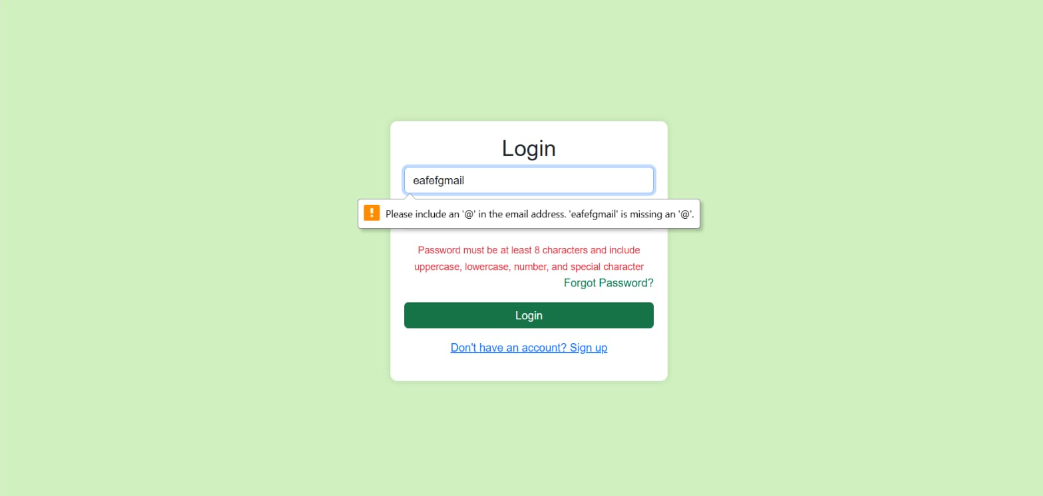 Login
eafefgmail
Please include an '@' in the email address. 'eafefgmail' is missing an '@'.
Password must be at least 8 characters and include
uppercase, lowercase, number, and special character
Forgot Password?
Login
Don't have an account? Sign up